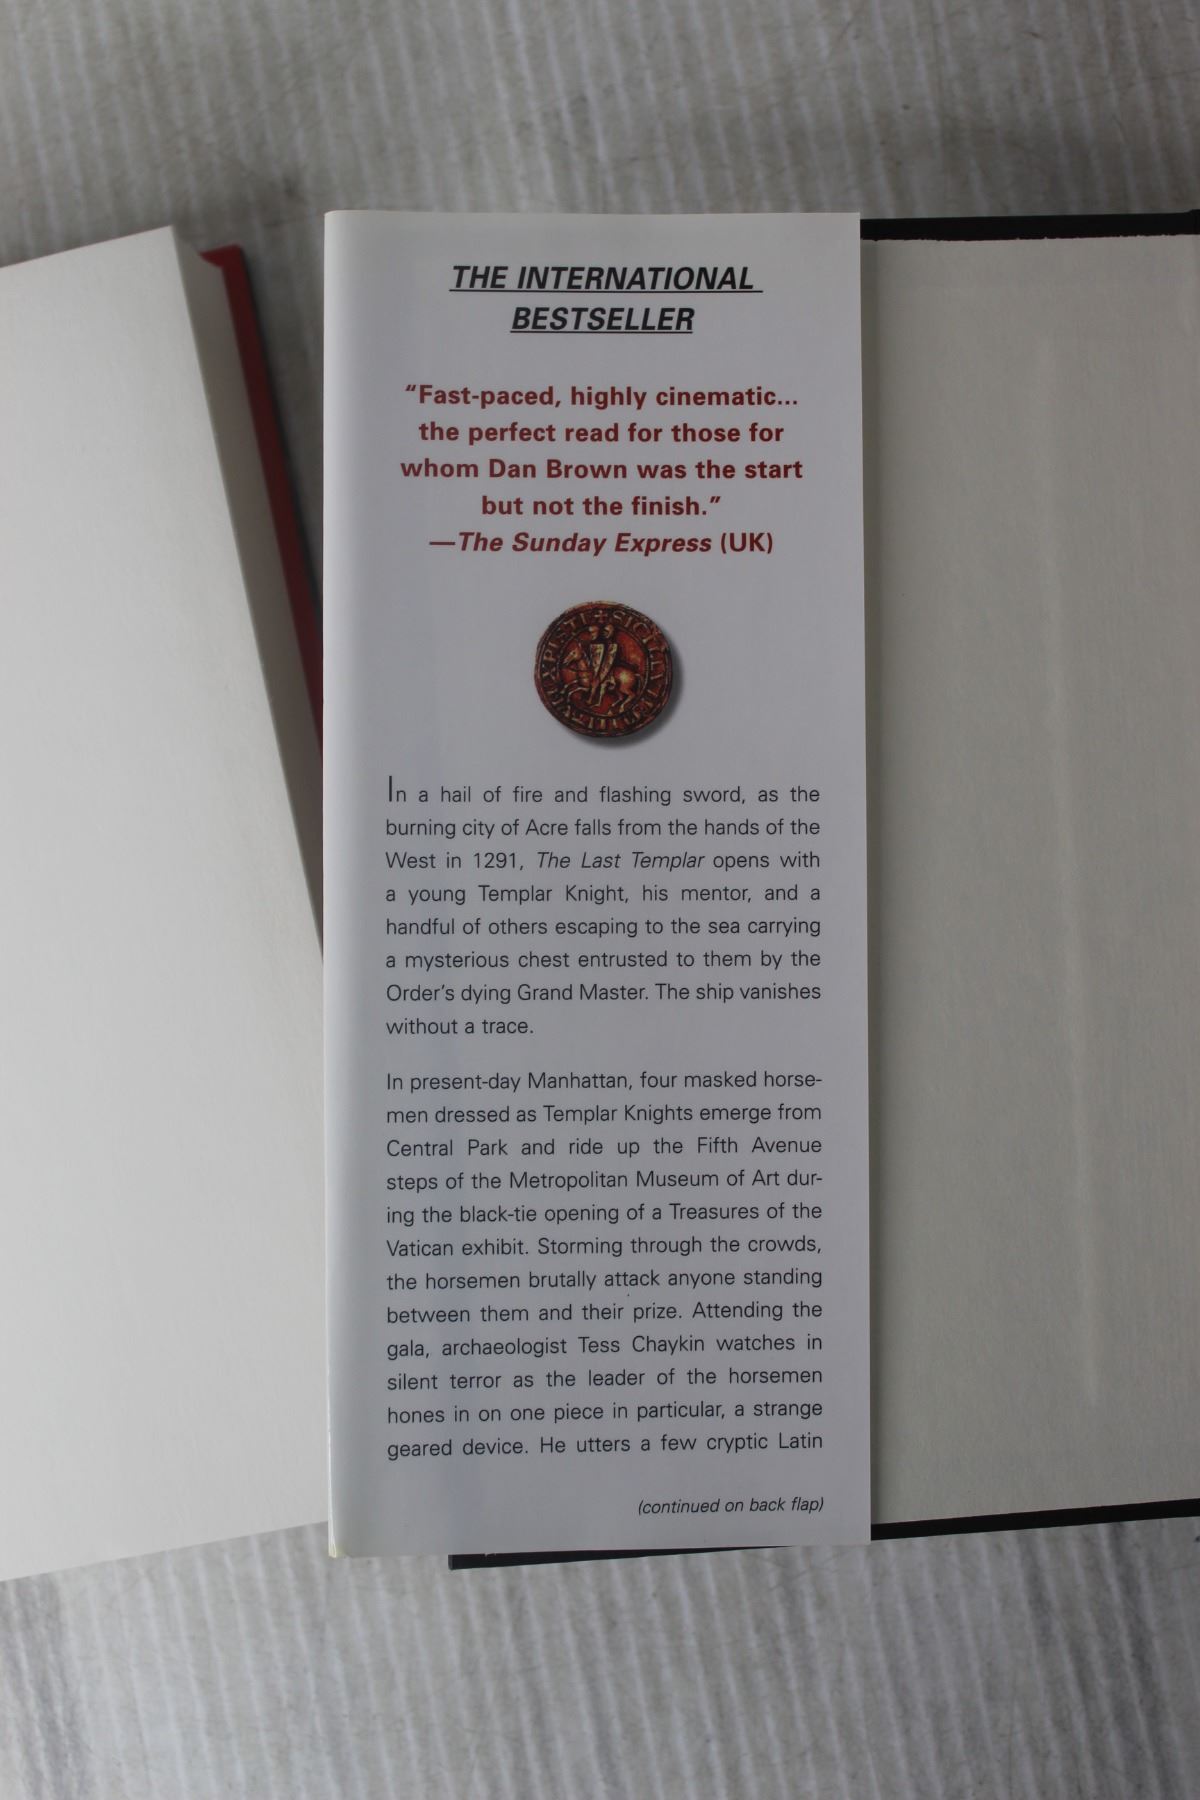 THE INTERNATIONAL
BESTSELLER
“Fast-paced, highly cinematic...
the perfect read for those for
whom Dan Brown was the start
but not the finish.”
—The Sunday Express (UK)
In a hail of fire and flashing sword, as the
burning city of Acre falls from the hands of the
West in 1291, The Last Templar opens with
a young Templar Knight, his mentor, and a
handful of others escaping to the sea carrying
a mysterious chest entrusted to them by the
Order’s dying Grand Master. The ship vanishes
without a trace.
In present-day Manhattan, four masked horse-
men dressed as Templar Knights emerge from
Central Park and ride up the Fifth Avenue
steps of the Metropolitan Museum of Art dur-
ing the black-tie opening of a Treasures of the
Vatican exhibit. Storming through the crowds,
the horsemen brutally attack anyone standing
between them and their prize. Attending the
gala, archaeologist Tess Chaykin watches in
silent terror as the leader of the horsemen
hones in on one piece in particular, a strange
geared device. He utters a few cryptic Latin
(continued on back flap)